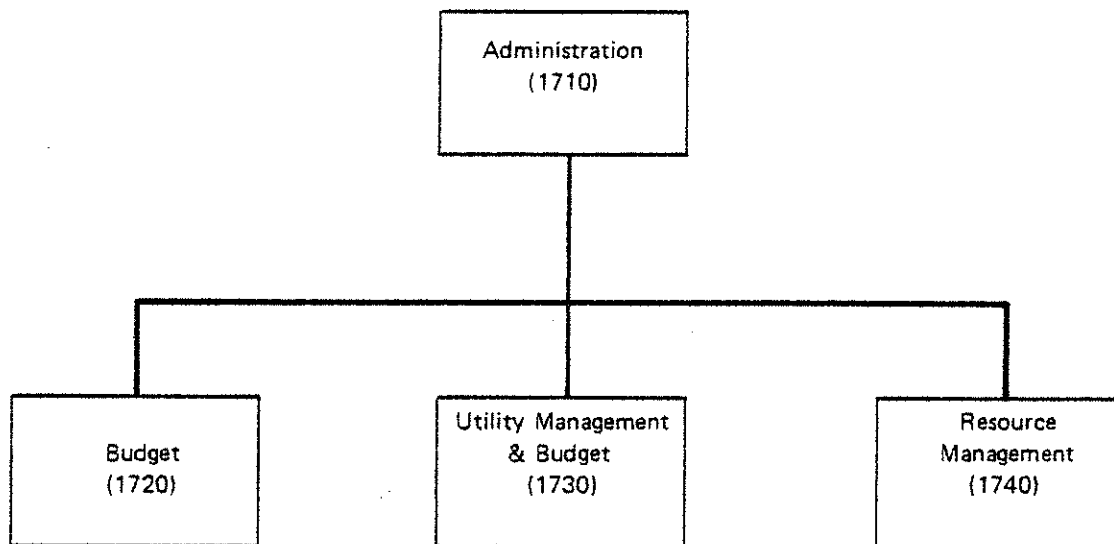 Administration
(1710)
Budget
(1720)
Utility Management
& Budget
(1730)
Resource
Management
(1740)